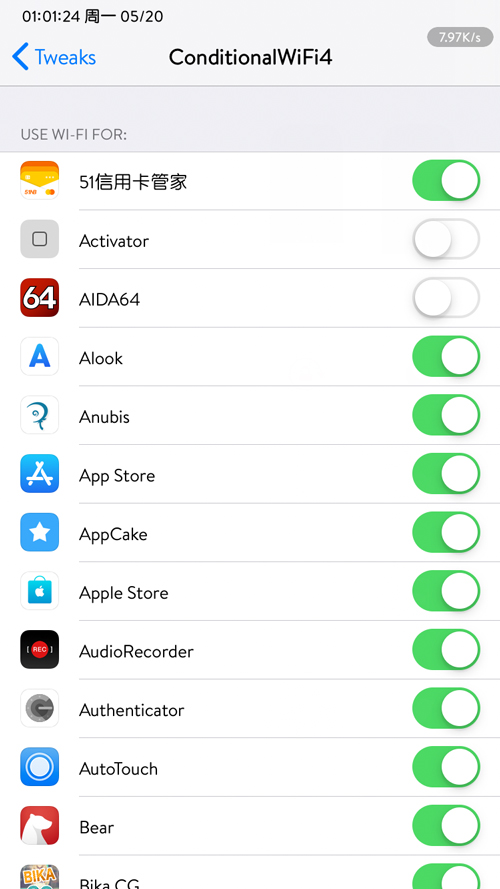 01:01:24 周一 05/20
7.97K/s
Tweaks
ConditionalWiFi4
USE WI-FI FOR:
51信用卡管家
Activator
64
AIDA64
Alook
Anubis
App Store
AppCake
Apple Store
REC
AudioRecorder
Authenticator
AutoTouch
Bear
BIKA
Bika CG